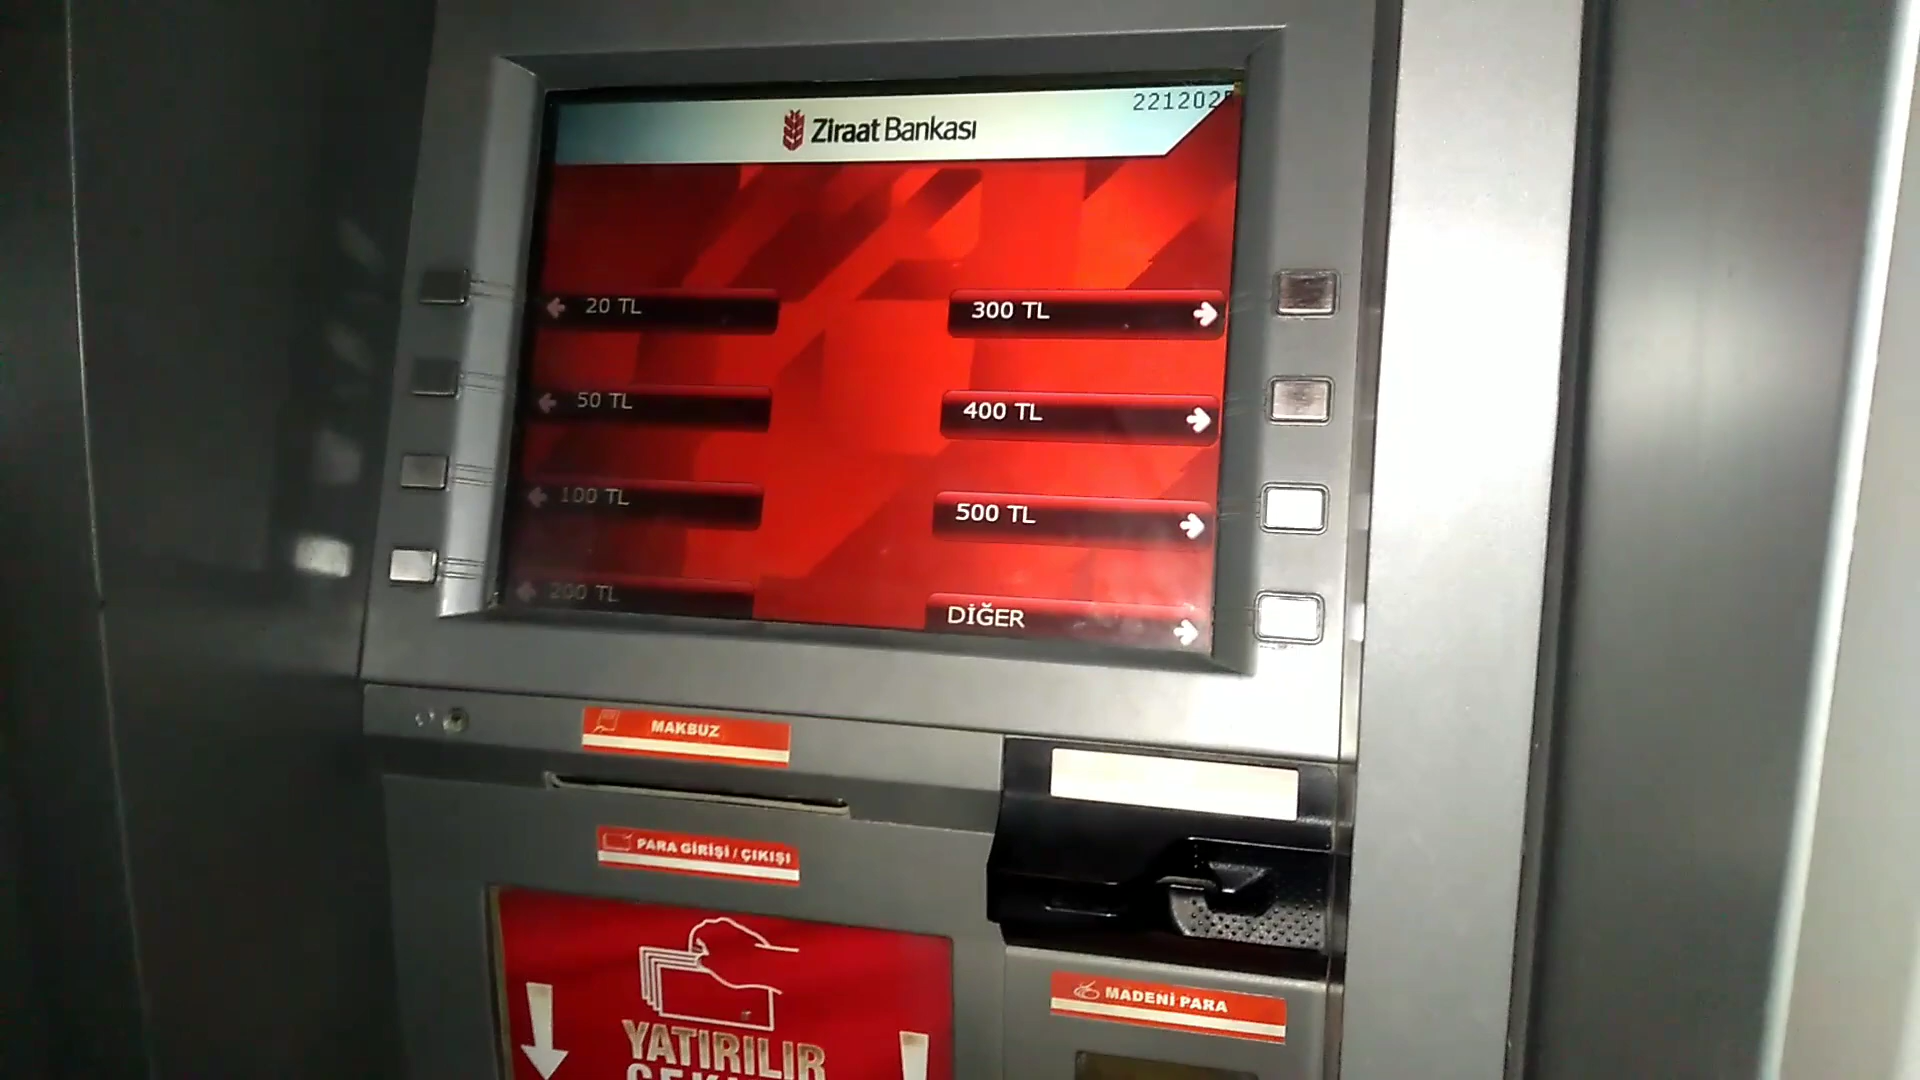 2212025
Ziraat Bankası
20 TL
300 TL
50 TL
400 TL
100 TL
500 TL
200 TL
DİĞER
MAKBUZ
PARA GİRİŞİ / ÇIKIŞI
MADENİ PARA
YATIRILIR